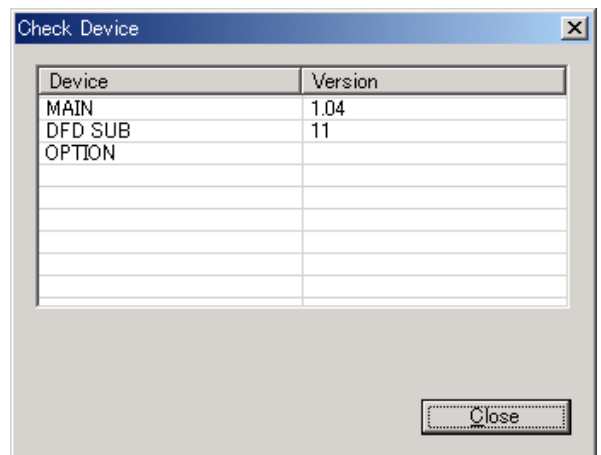 Check Device
Device Version
MAIN 1.04
DFD SUB 11
OPTION
Close